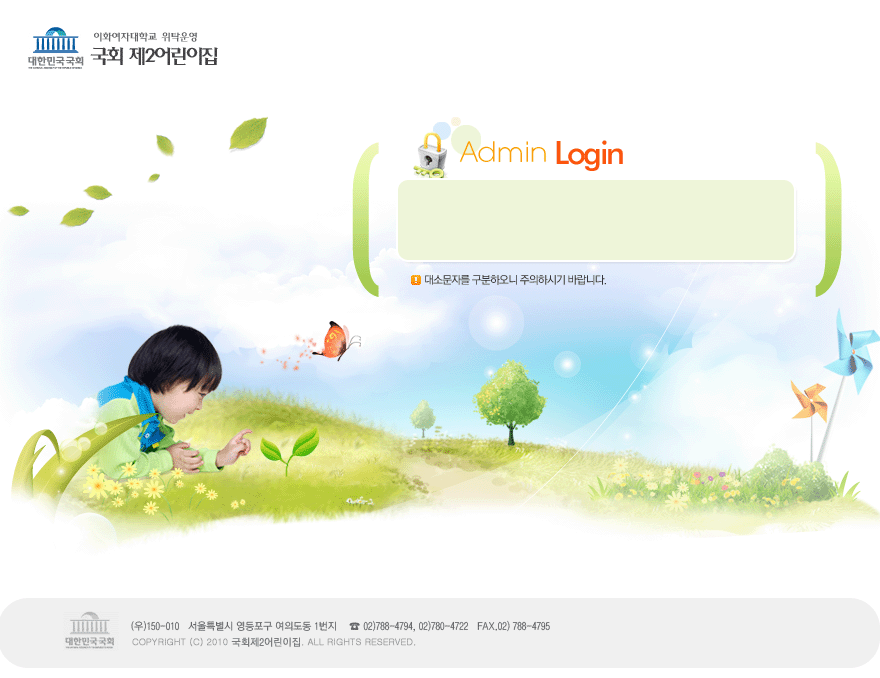 이화여자대학교 위탁운영
대한민국국회 국회 제2어린이집
Admin Login
대소문자를 구분하오니 주의하시기 바랍니다.
대한민국국회
(우)150-010 서울특별시 영등포구 여의도동 1번지 ☎ 02)788-4794, 02)780-4722 FAX.02) 788-4795
COPYRIGHT (C) 2010 국회제2어린이집. ALL RIGHTS RESERVED.